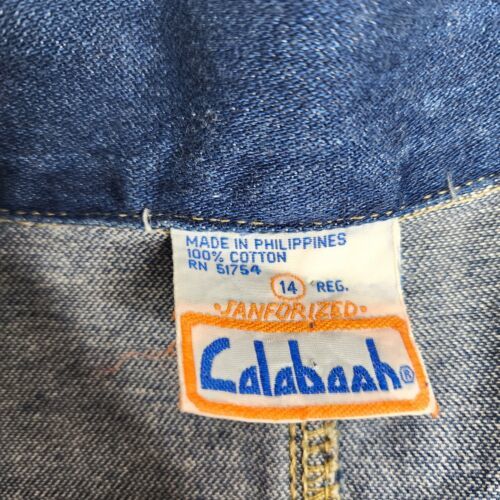 MADE IN PHILIPPINES
100% COTTON
RN 51754
14 REG.
•SANFORIZED•
Calabash®